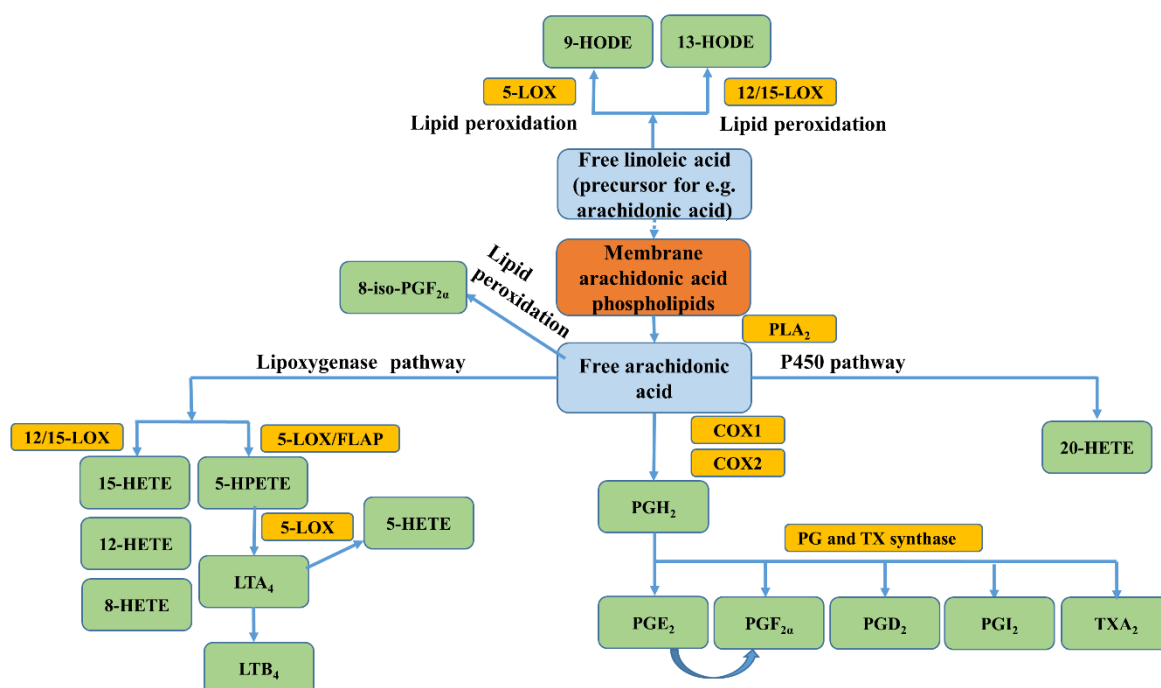 9-HODE
13-HODE
5-LOX
12/15-LOX
Lipid peroxidation
Lipid peroxidation
Free linoleic acid
(precursor for e.g.
arachidonic acid)
Membrane
arachidonic acid
phospholipids
Lipid
peroxidation
8-iso-PGF₂α
PLA₂
Lipoxygenase pathway
Free arachidonic
acid
P450 pathway
12/15-LOX
5-LOX/FLAP
COX1
COX2
20-HETE
15-HETE
5-HPETE
PGH₂
5-LOX
5-HETE
12-HETE
PG and TX synthase
LTA₄
8-HETE
PGE₂
PGF₂α
PGD₂
PGI₂
TXA₂
LTB₄